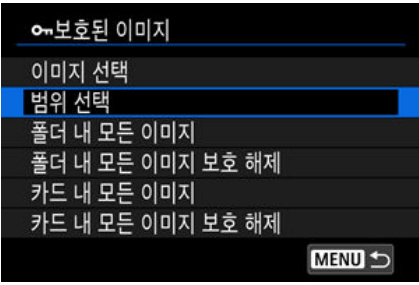 보호된 이미지
이미지 선택
범위 선택
폴더 내 모든 이미지
폴더 내 모든 이미지 보호 해제
카드 내 모든 이미지
카드 내 모든 이미지 보호 해제
MENU